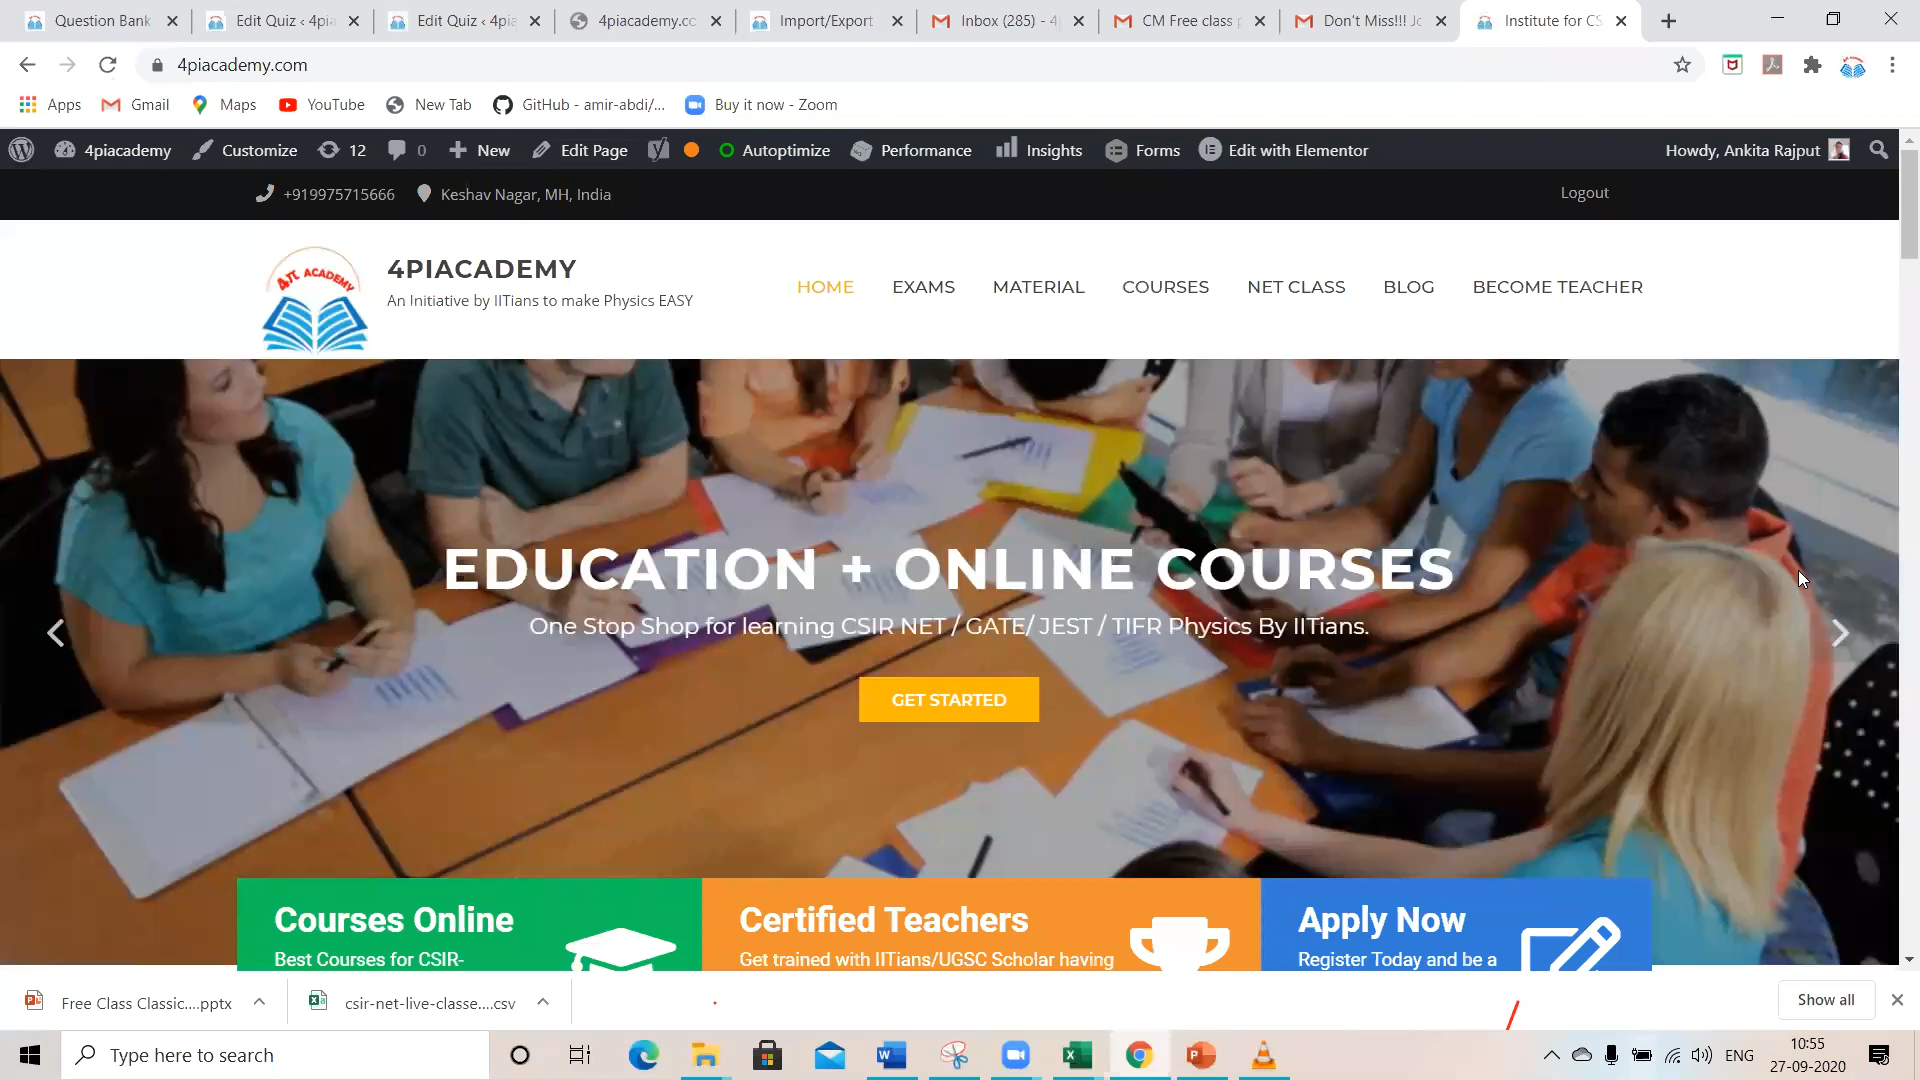 Question Bank
Edit Quiz ‹ 4pia
Edit Quiz ‹ 4pia
4piacademy.co
Import/Export
Inbox (285) - 4
CM Free class p
Don't Miss!!! Jo
Institute for CS
4piacademy.com
Apps
Gmail
Maps
YouTube
New Tab
GitHub - amir-abdi/...
Buy it now - Zoom
4piacademy
Customize
12
0
New
Edit Page
Autoptimize
Performance
Insights
Forms
Edit with Elementor
Howdy, Ankita Rajput
+919975715666
Keshav Nagar, MH, India
Logout
4π ACADEMY
4PIACADEMY
An Initiative by IITians to make Physics EASY
HOME
EXAMS
MATERIAL
COURSES
NET CLASS
BLOG
BECOME TEACHER
EDUCATION + ONLINE COURSES
One Stop Shop for learning CSIR NET / GATE/ JEST / TIFR Physics By IITians.
GET STARTED
Courses Online
Best Courses for CSIR-
Certified Teachers
Get trained with IITians/UGSC Scholar having
Apply Now
Register Today and be a
Free Class Classic....pptx
csir-net-live-classe....csv
Show all
Type here to search
ENG
10:55
27-09-2020